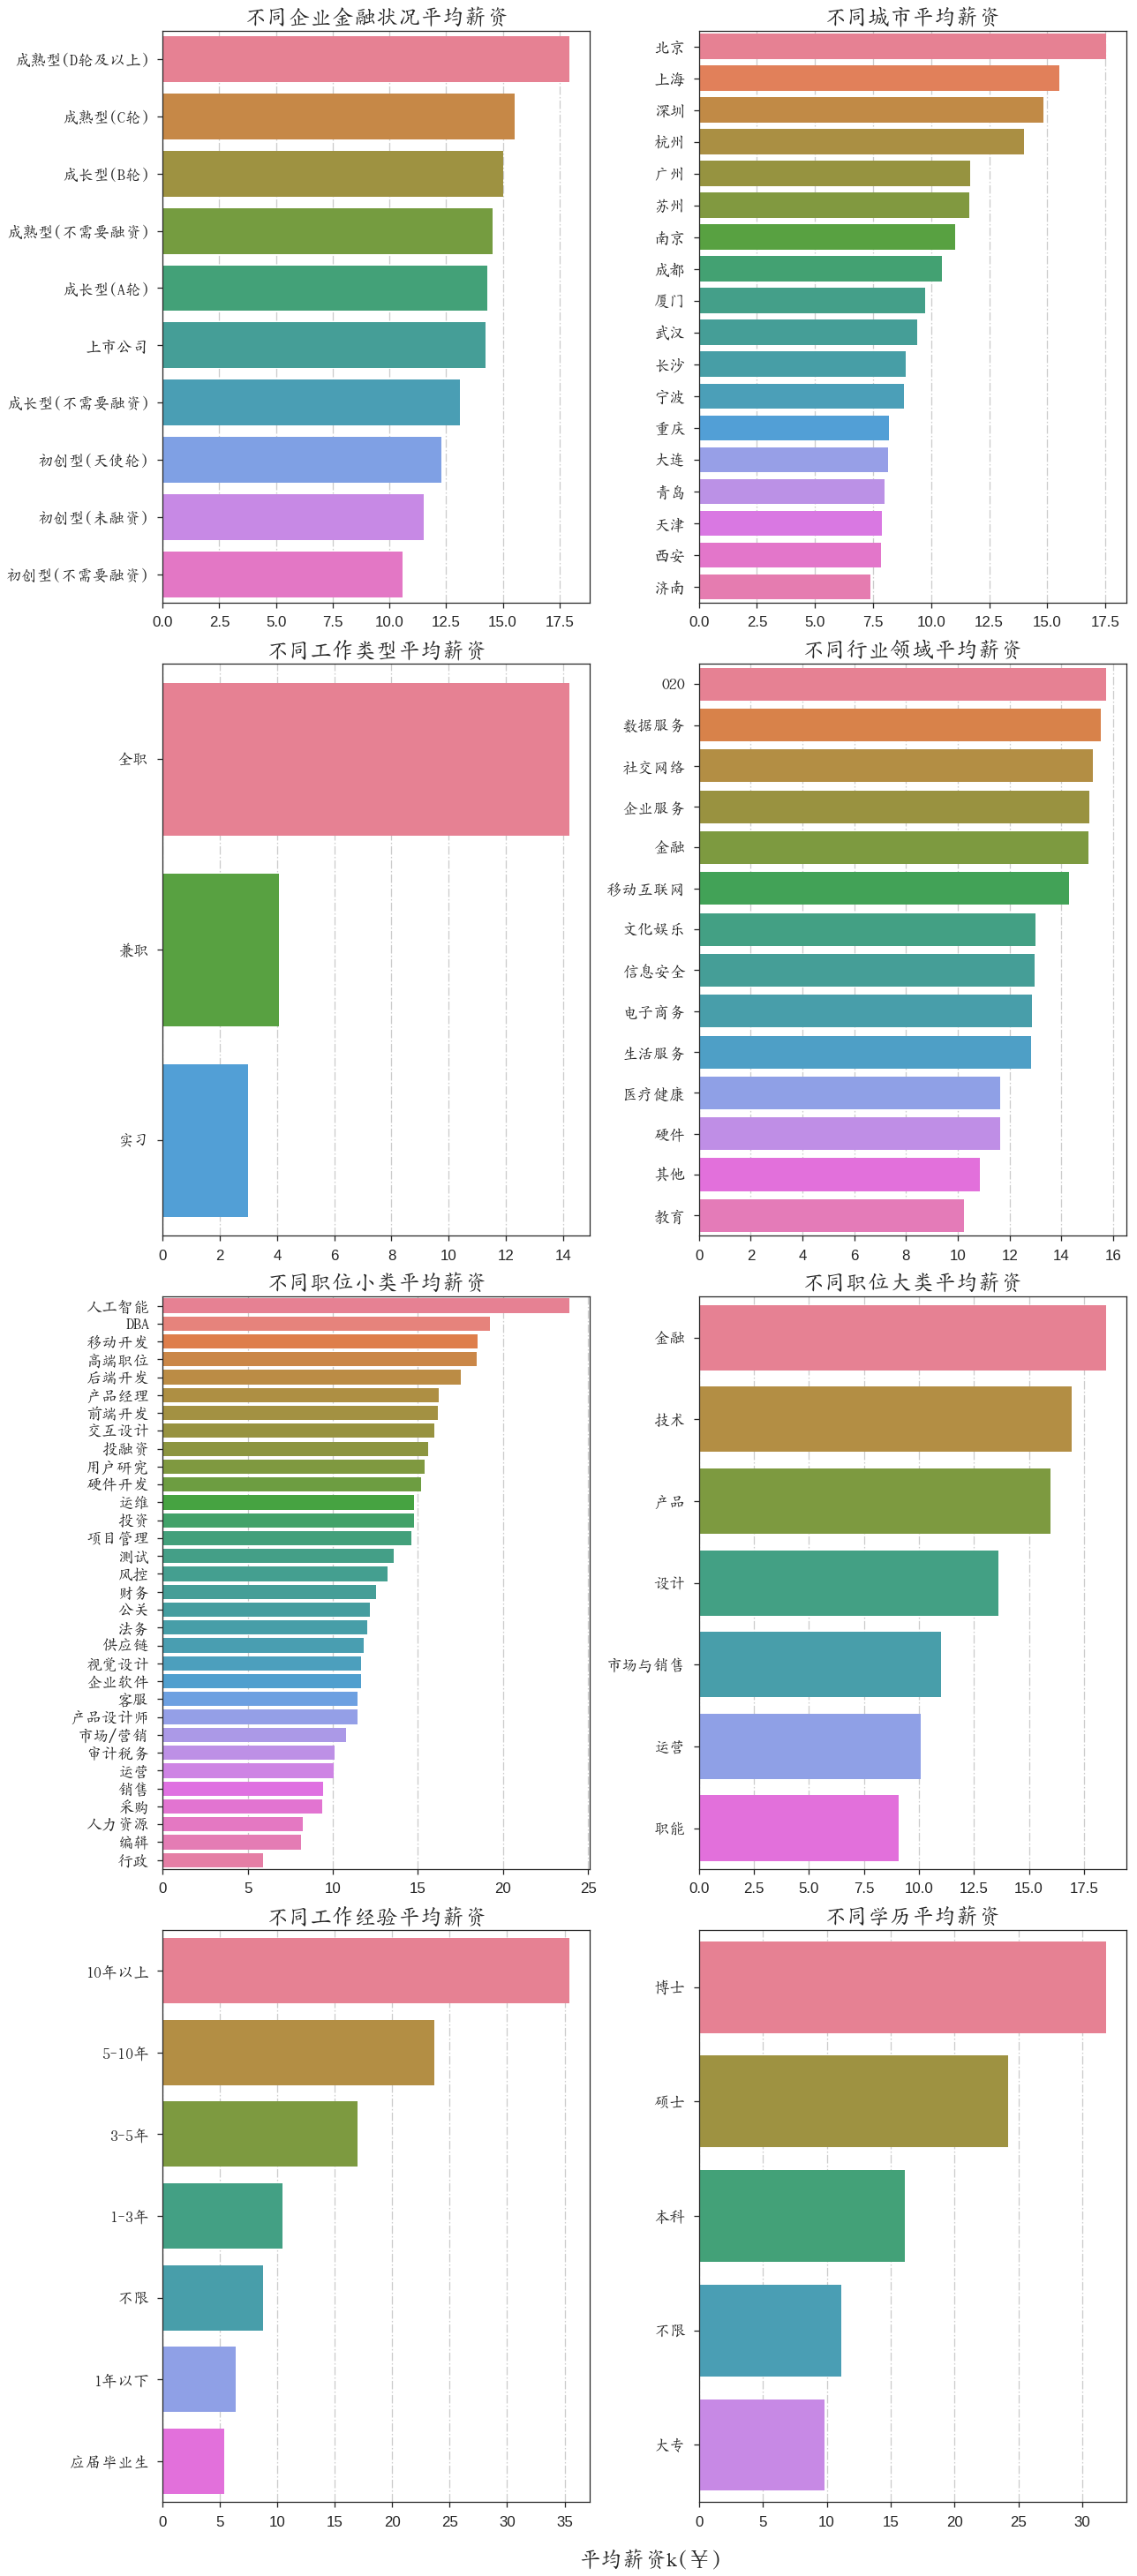 不同企业金融状况平均薪资
成熟型(D轮及以上)
成熟型(C轮)
成长型(B轮)
成熟型(不需要融资)
成长型(A轮)
上市公司
成长型(不需要融资)
初创型(天使轮)
初创型(未融资)
初创型(不需要融资)
0.0 2.5 5.0 7.5 10.0 12.5 15.0 17.5
不同城市平均薪资
北京
上海
深圳
杭州
广州
苏州
南京
成都
厦门
武汉
长沙
宁波
重庆
大连
青岛
天津
西安
济南
0.0 2.5 5.0 7.5 10.0 12.5 15.0 17.5
不同工作类型平均薪资
全职
兼职
实习
0 2 4 6 8 10 12 14
不同行业领域平均薪资
O2O
数据服务
社交网络
企业服务
金融
移动互联网
文化娱乐
信息安全
电子商务
生活服务
医疗健康
硬件
其他
教育
0 2 4 6 8 10 12 14 16
不同职位小类平均薪资
人工智能
DBA
移动开发
高端职位
后端开发
产品经理
前端开发
交互设计
投融资
用户研究
硬件开发
运维
投资
项目管理
测试
风控
财务
公关
法务
供应链
视觉设计
企业软件
客服
产品设计师
市场/营销
审计税务
运营
销售
采购
人力资源
编辑
行政
0 5 10 15 20 25
不同职位大类平均薪资
金融
技术
产品
设计
市场与销售
运营
职能
0.0 2.5 5.0 7.5 10.0 12.5 15.0 17.5
不同工作经验平均薪资
10年以上
5-10年
3-5年
1-3年
不限
1年以下
应届毕业生
0 5 10 15 20 25 30 35
不同学历平均薪资
博士
硕士
本科
不限
大专
0 5 10 15 20 25 30
平均薪资k(￥)